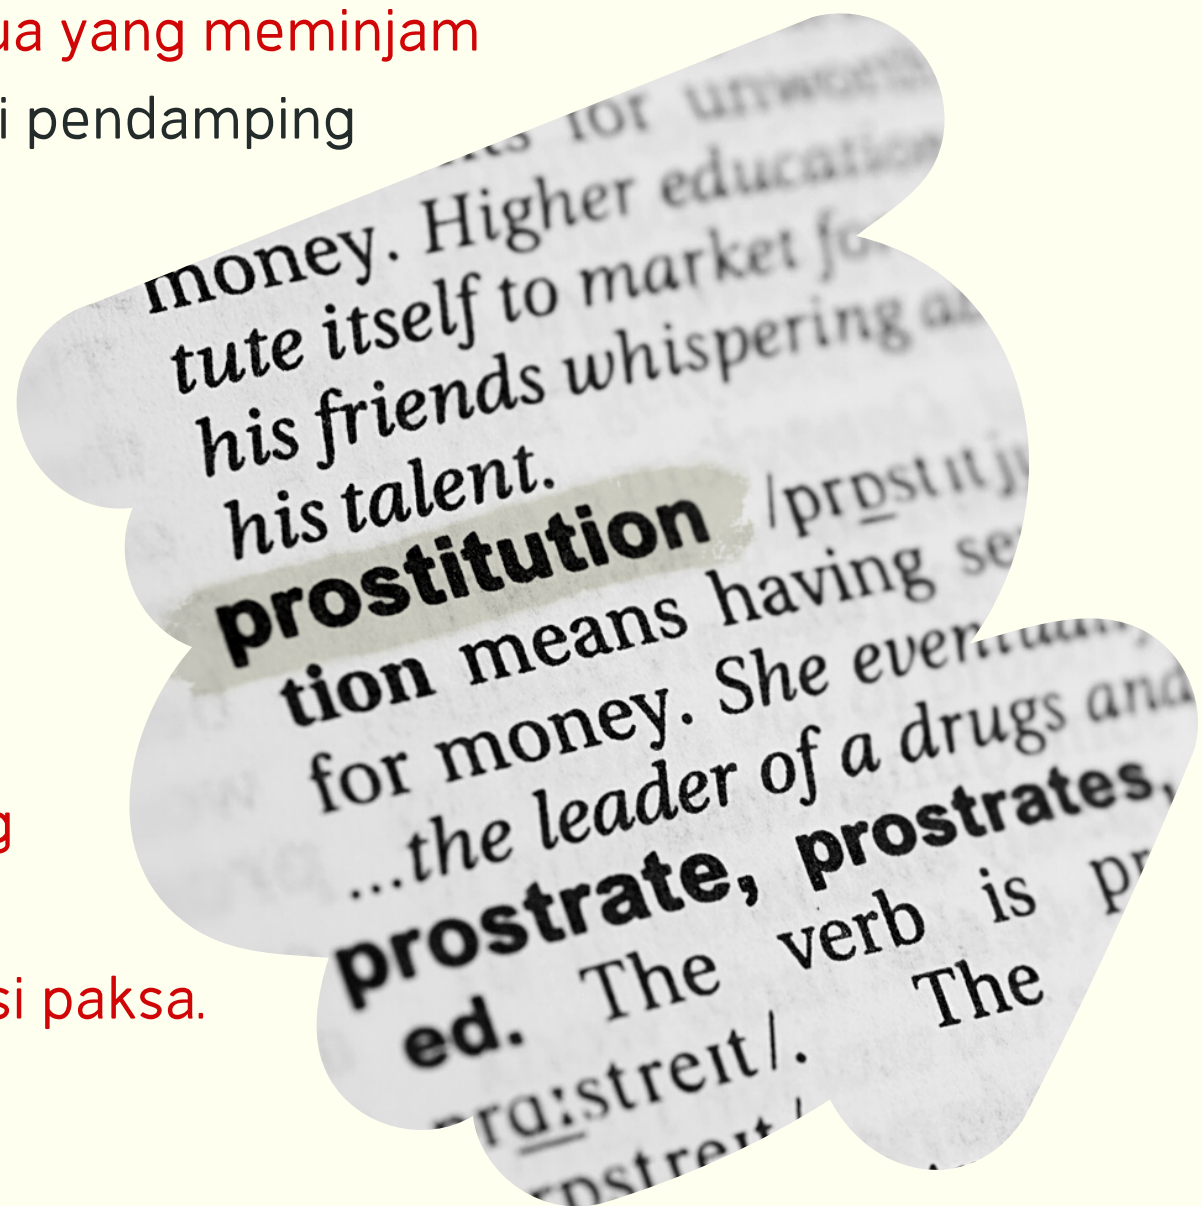 ua yang meminjam
i pendamping
for
money. Higher education
tute itself to market
his friends whispering
his talent.
prostitution
tion means having
for money. She
...the leader of a drugs and
g
prostrate, prostrates,
ed. The verb is
si paksa.
The